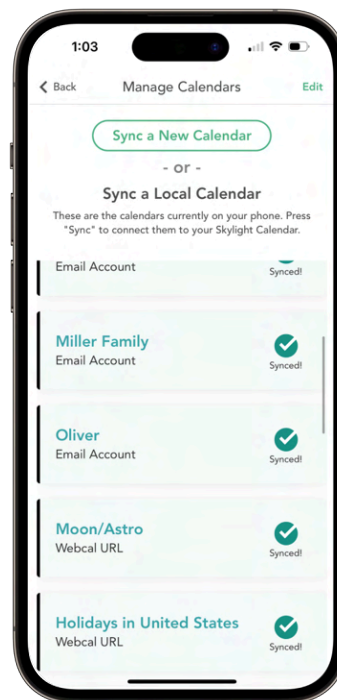 1:03
Back
Manage Calendars
Edit
Sync a New Calendar
- or -
Sync a Local Calendar
These are the calendars currently on your phone. Press
"Sync" to connect them to your Skylight Calendar.
Email Account
Synced!
Miller Family
Email Account
Synced!
Oliver
Email Account
Synced!
Moon/Astro
Webcal URL
Synced!
Holidays in United States
Webcal URL
Synced!